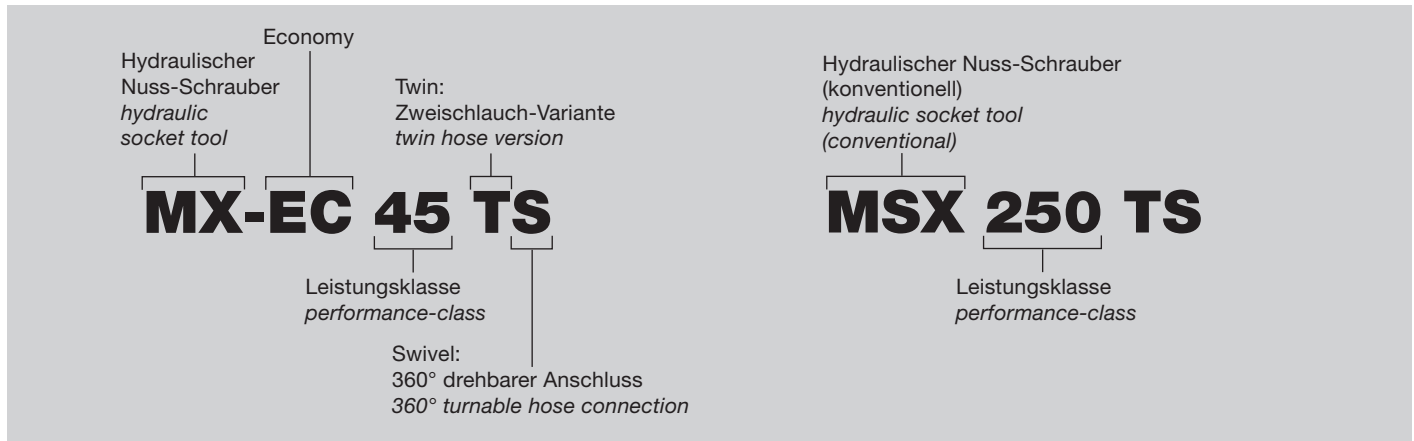 Economy
Hydraulischer
Nuss-Schrauber
hydraulic
socket tool
Twin:
Zweischlauch-Variante
twin hose version
MX-EC 45 TS
Leistungsklasse
performance-class
Swivel:
360° drehbarer Anschluss
360° turnable hose connection
Hydraulischer Nuss-Schrauber
(konventionell)
hydraulic socket tool
(conventional)
MSX 250 TS
Leistungsklasse
performance-class